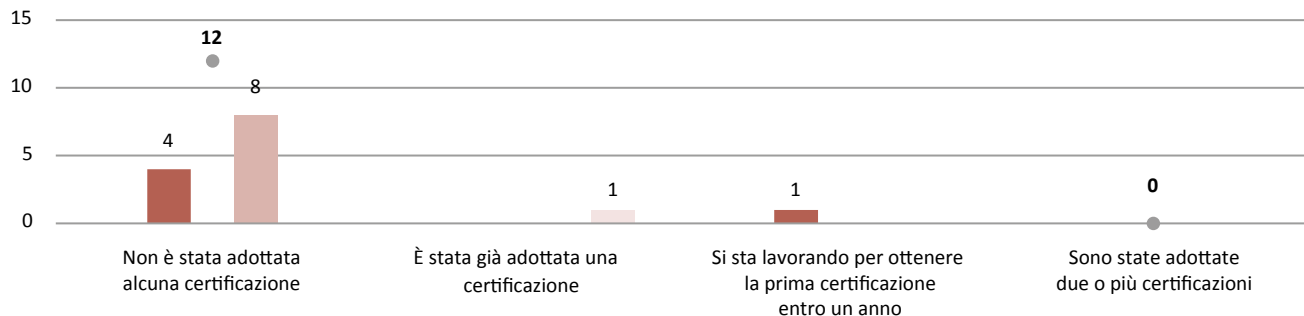 15
12
10
8
4
5
1
1
0
0
Non è stata adottata
alcuna certificazione
È stata già adottata una
certificazione
Si sta lavorando per ottenere
la prima certificazione
entro un anno
Sono state adottate
due o più certificazioni